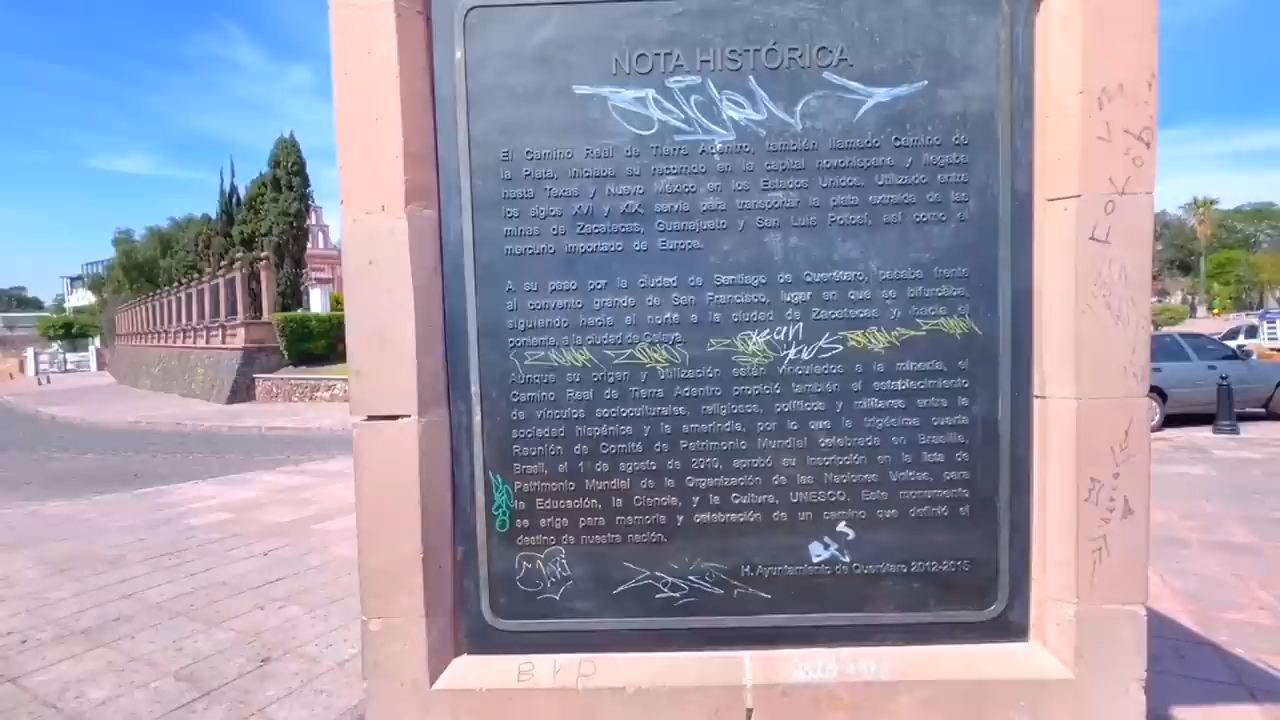 NOTA HISTÓRICA
El Camino Real de Tierra Adentro, también llamado Camino de
la Plata, iniciaba su recorrido en la capital novohispana y llegaba
hasta Texas y Nuevo México en los Estados Unidos. Utilizado entre
los siglos XVI y XIX, servía para transportar la plata extraída de las
minas de Zacatecas, Guanajuato y San Luis Potosí, así como el
mercurio importado de Europa.
A su paso por la ciudad de Santiago de Querétaro, pasaba frente
al convento grande de San Francisco, lugar en que se bifurcaba,
siguiendo hacia el norte a la ciudad de Zacatecas y hacia el
poniente, a la ciudad de Celaya.
Aunque su origen y utilización están vinculados a la minería, el
Camino Real de Tierra Adentro propició también el establecimiento
de vínculos socioculturales, religiosos, políticos y militares entre la
sociedad hispánica y la amerindia, por lo que la trigésima cuarta
Reunión de Comité de Patrimonio Mundial celebrada en Brasilia,
Brasil, el 1° de agosto de 2010, aprobó su inscripción en la lista de
Patrimonio Mundial de la Organización de las Naciones Unidas, para
la Educación, la Ciencia, y la Cultura, UNESCO. Este monumento
se erige para memoria y celebración de un camino que definió el
destino de nuestra nación.
H. Ayuntamiento de Querétaro 2012-2015